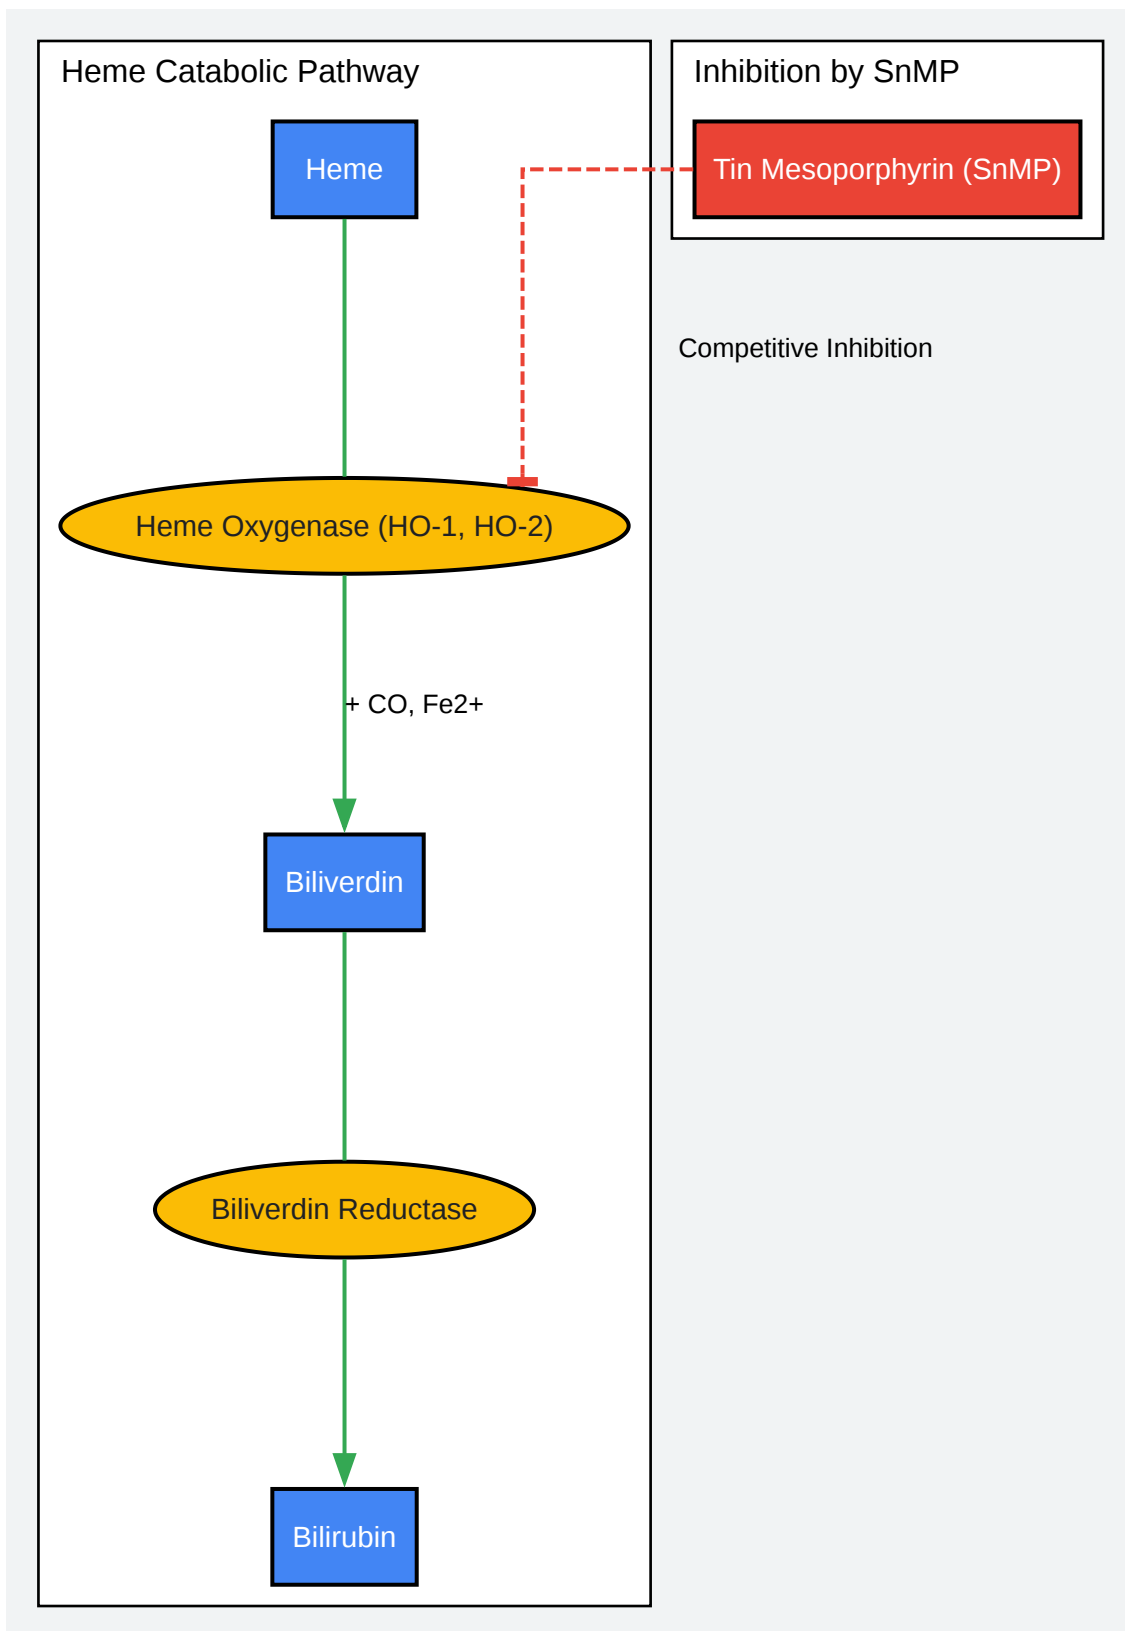 Heme Catabolic Pathway
Inhibition by SnMP
Heme
Tin Mesoporphyrin (SnMP)
Competitive Inhibition
Heme Oxygenase (HO-1, HO-2)
+ CO, Fe2+
Biliverdin
Biliverdin Reductase
Bilirubin